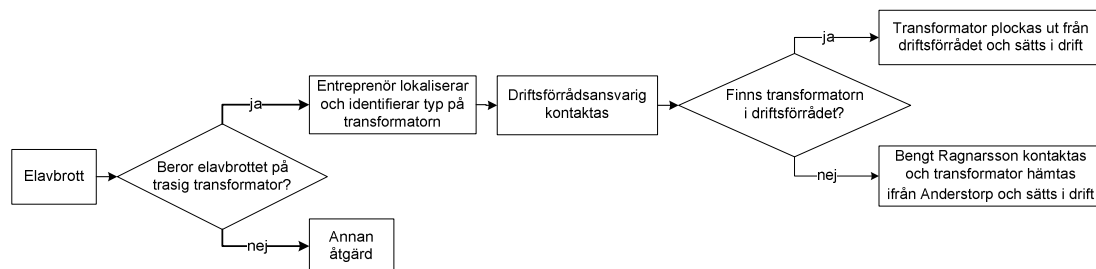 Elavbrott
Beror elavbrottet på
trasig transformator?
ja
nej
Entreprenör lokaliserar
och identifierar typ på
transformatorn
Annan
åtgärd
Driftsförrådsansvarig
kontaktas
Finns transformatorn
i driftsförrådet?
ja
nej
Transformator plockas ut från
driftsförrådet och sätts i drift
Bengt Ragnarsson kontaktas
och transformator hämtas
ifrån Anderstorp och sätts i drift